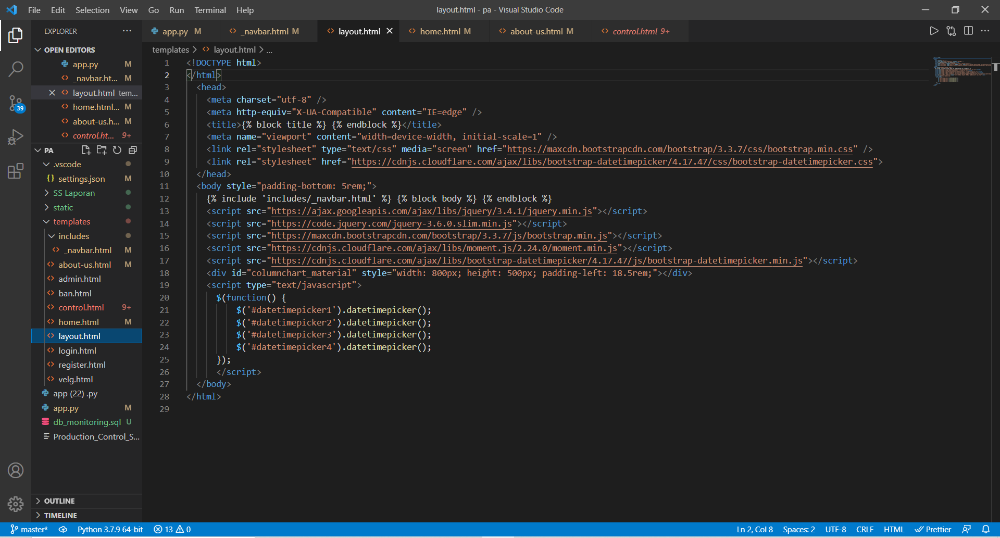 File Edit Selection View Go Run Terminal Help
layout.html - pa - Visual Studio Code
EXPLORER
OPEN EDITORS
app.py M
_navbar.ht... M
layout.html tem...
home.html... M
about-us.h... M
control.ht... 9+
PA
.vscode
{} settings.json M
SS Laporan
static
templates
includes
_navbar.html M
about-us.html M
admin.html
ban.html
control.html 9+
home.html M
layout.html
login.html
register.html
velg.html
app (22) .py
app.py M
db_monitoring.sql U
Production_Control_S...
OUTLINE
TIMELINE
39
app.py M
_navbar.html M
layout.html
home.html M
about-us.html M
control.html 9+
templates > layout.html > ...
1 <!DOCTYPE html>
2 </html>
3 <head>
4 <meta charset="utf-8" />
5 <meta http-equiv="X-UA-Compatible" content="IE=edge" />
6 <title>{% block title %} {% endblock %}</title>
7 <meta name="viewport" content="width=device-width, initial-scale=1" />
8 <link rel="stylesheet" type="text/css" media="screen" href="https://maxcdn.bootstrapcdn.com/bootstrap/3.3.7/css/bootstrap.min.css" />
9 <link rel="stylesheet" href="https://cdnjs.cloudflare.com/ajax/libs/bootstrap-datetimepicker/4.17.47/css/bootstrap-datetimepicker.css">
10 </head>
11 <body style="padding-bottom: 5rem;">
12 {% include 'includes/_navbar.html' %} {% block body %} {% endblock %}
13 <script src="https://ajax.googleapis.com/ajax/libs/jquery/3.4.1/jquery.min.js"></script>
14 <script src="https://code.jquery.com/jquery-3.6.0.slim.min.js"></script>
15 <script src="https://maxcdn.bootstrapcdn.com/bootstrap/3.3.7/js/bootstrap.min.js"></script>
16 <script src="https://cdnjs.cloudflare.com/ajax/libs/moment.js/2.24.0/moment.min.js"></script>
17 <script src="https://cdnjs.cloudflare.com/ajax/libs/bootstrap-datetimepicker/4.17.47/js/bootstrap-datetimepicker.min.js"></script>
18 <div id="columnchart_material" style="width: 800px; height: 500px; padding-left: 18.5rem;"></div>
19 <script type="text/javascript">
20 $(function() {
21 $('#datetimepicker1').datetimepicker();
22 $('#datetimepicker2').datetimepicker();
23 $('#datetimepicker3').datetimepicker();
24 $('#datetimepicker4').datetimepicker();
25 });
26 </script>
27 </body>
28 </html>
29
master* Python 3.7.9 64-bit 13 0
Ln 2, Col 8 Spaces: 2 UTF-8 CRLF HTML Prettier